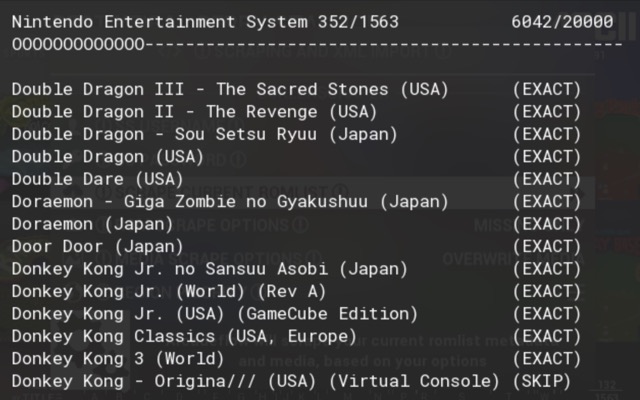 Nintendo Entertainment System 352/1563 6042/20000
OOOOOOOOOOOOO-----------------------------------------------
Double Dragon III - The Sacred Stones (USA) (EXACT)
Double Dragon II - The Revenge (USA) (EXACT)
Double Dragon - Sou Setsu Ryuu (Japan) (EXACT)
Double Dragon (USA) (EXACT)
Double Dare (USA) (EXACT)
Doraemon - Giga Zombie no Gyakushuu (Japan) (EXACT)
Doraemon (Japan) (EXACT)
Door Door (Japan) (EXACT)
Donkey Kong Jr. no Sansuu Asobi (Japan) (EXACT)
Donkey Kong Jr. (World) (Rev A) (EXACT)
Donkey Kong Jr. (USA) (GameCube Edition) (EXACT)
Donkey Kong Classics (USA, Europe) (EXACT)
Donkey Kong 3 (World) (EXACT)
Donkey Kong - Origina/// (USA) (Virtual Console) (SKIP)